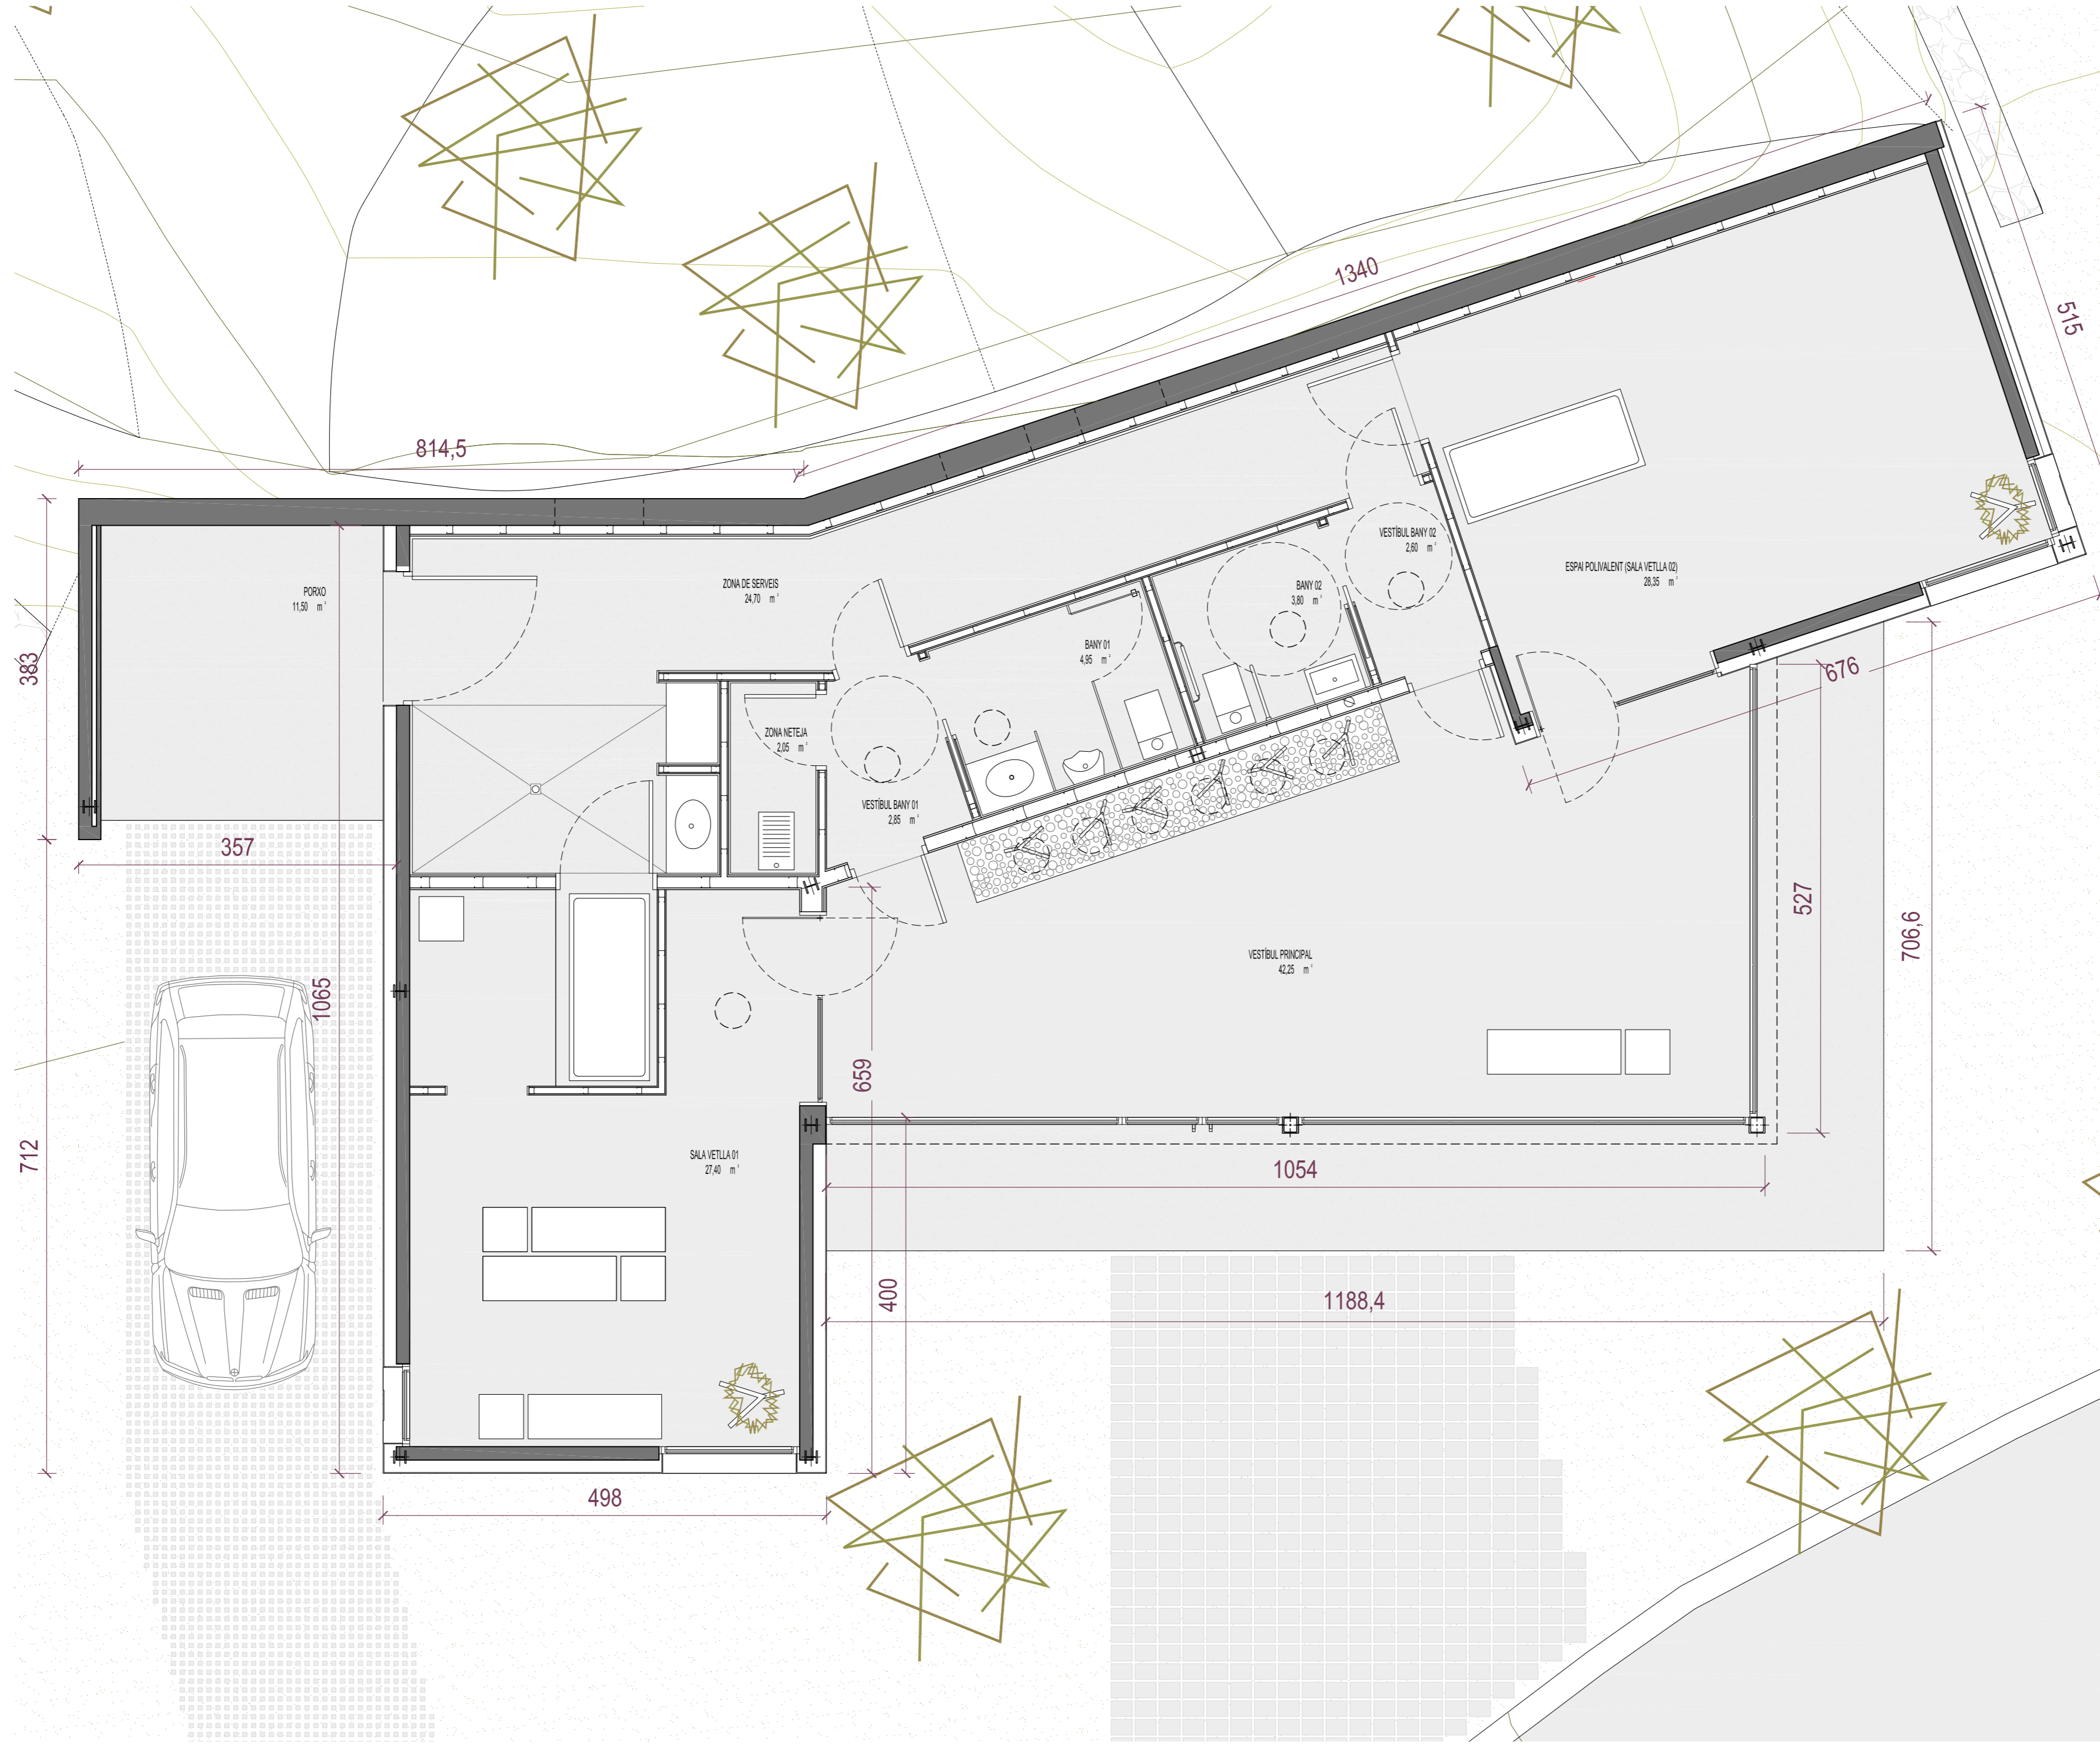 1340
515
814,5
VESTÍBUL BANY 02
2,60 m²
ESPAI POLIVALENT (SALA VETLLA 02)
28,35 m²
ZONA DE SERVEIS
24,70 m²
BANY 02
3,80 m²
PORXO
11,50 m²
BANY 01
4,95 m²
383
676
ZONA NETEJA
2,05 m²
VESTÍBUL BANY 01
2,85 m²
357
527
706,6
VESTÍBUL PRINCIPAL
42,25 m²
1065
659
712
SALA VETLLA 01
27,40 m²
1054
400
1188,4
498